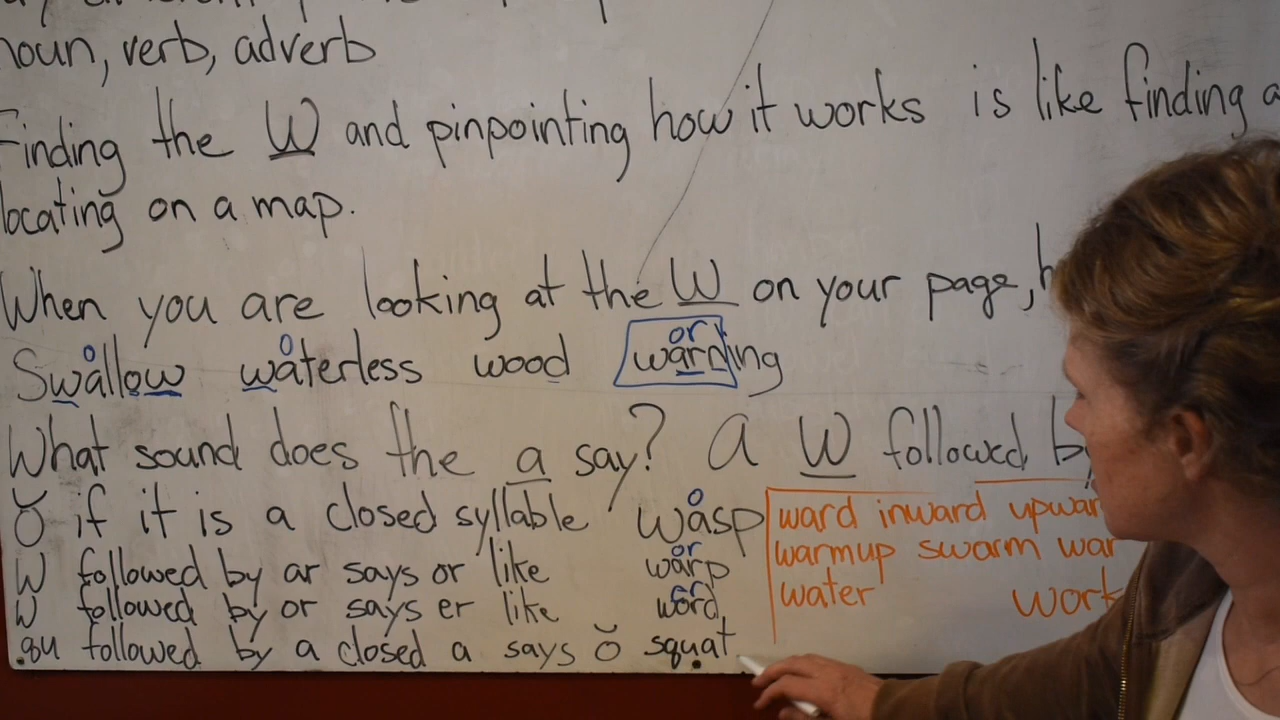 noun, verb, adverb
Finding the W and pinpointing how it works is like finding a
locating on a map.
When you are looking at the W on your page,
o o or
Swallow waterless wood warning
What sound does the a say? a W followed by
ŏ if it is a closed syllable wasp
o
ward inward upwar
W followed by ar says or like warp
or
warmup swarm war
W followed by or says er like word
er
water work
qu followed by a closed a says ŏ squat